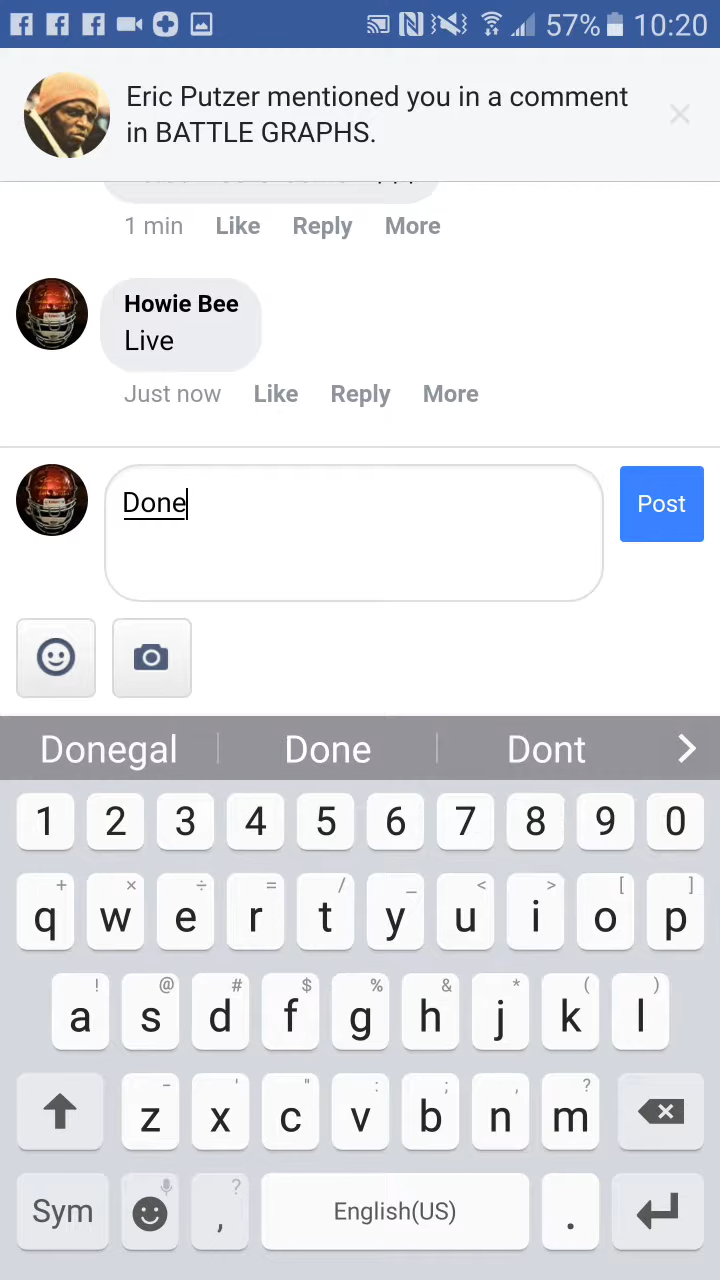 57% 10:20
Eric Putzer mentioned you in a comment
in BATTLE GRAPHS.
1 min Like Reply More
Howie Bee
Live
Just now Like Reply More
Done
Post
Donegal Done Dont
1 2 3 4 5 6 7 8 9 0
+ × ÷ = / _ < > [ ]
q w e r t y u i o p
! @ # $ % & * ( )
a s d f g h j k l
- ' " : ; , ?
z x c v b n m
?
Sym , English(US) .